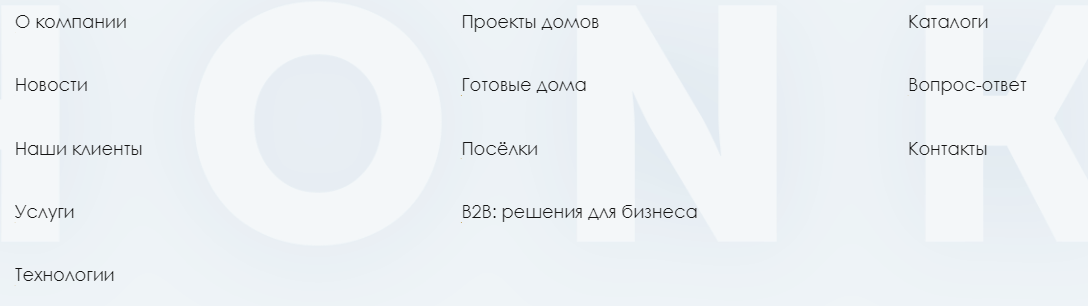 О компании
Новости
Наши клиенты
Услуги
Технологии
Проекты домов
Готовые дома
Посёлки
B2B: решения для бизнеса
Каталоги
Вопрос-ответ
Контакты
ONK